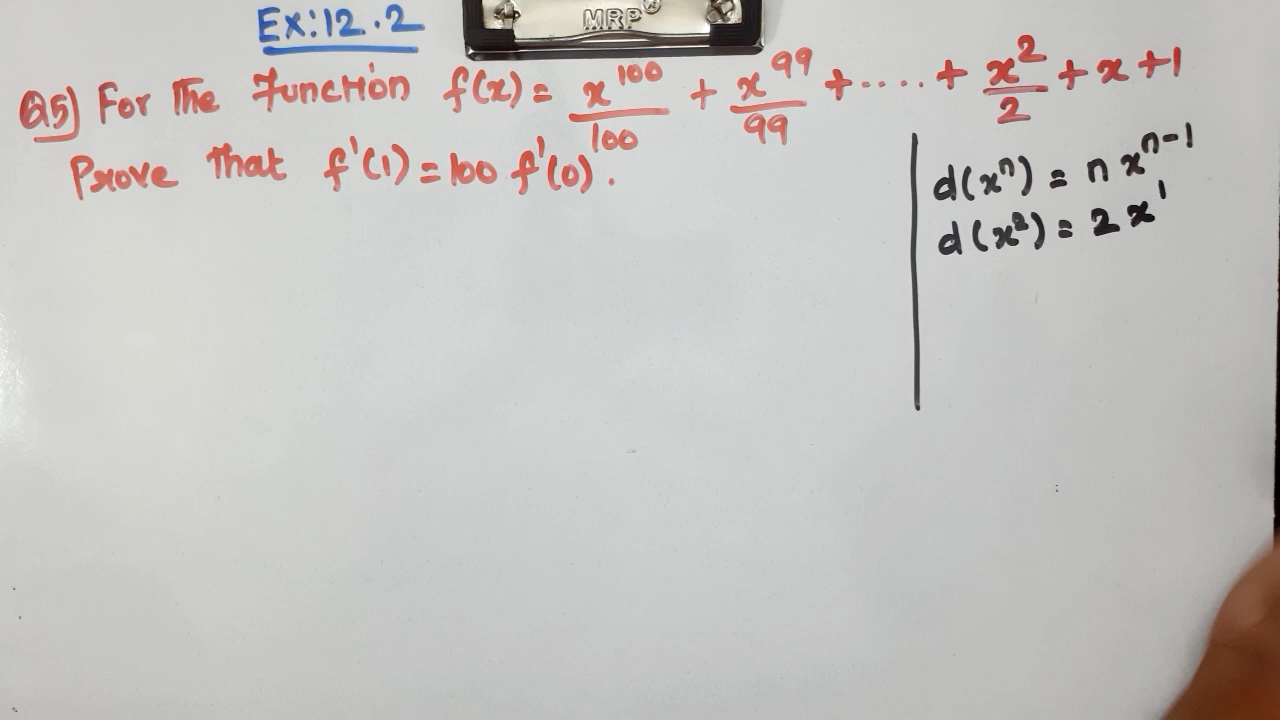 Ex:12.2
MRP
Q5) For The Function f(x) = x^100/100 + x^99/99 + ..... + x^2/2 + x + 1
Prove That f'(1) = 100 f'(0).
d(x^n) = n x^(n-1)
d(x^2) = 2 x^1